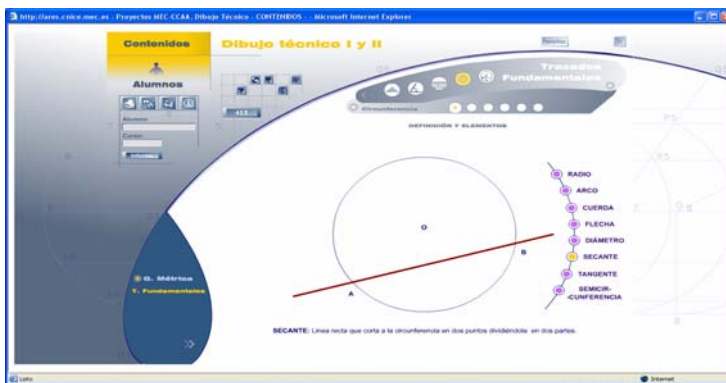 http://ares.cnice.mec.es - Proyectos MEC-CCAA. Dibujo Técnico - CONTENIDOS - - Microsoft Internet Explorer
Contenidos
Dibujo técnico I y II
Alumnos
Alumno:
Curso:
Trazados
Fundamentales
Circunferencia
DEFINICIÓN Y ELEMENTOS
RADIO
ARCO
CUERDA
FLECHA
DIÁMETRO
SECANTE
TANGENTE
SEMICIR-
-CUNFERENCIA
O
A
B
G. Métrica
T. Fundamentales
SECANTE: Línea recta que corta a la circunferencia en dos puntos dividiéndola en dos partes.
Listo
Internet